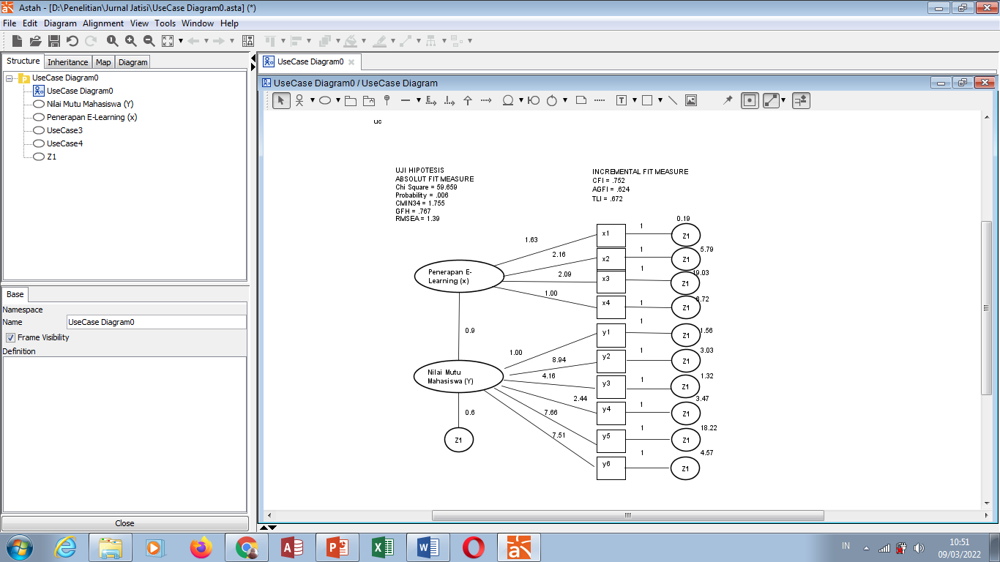 Astah - [D:\Penelitian\Jurnal Jatisi\UseCase Diagram0.asta] (*)
File Edit Diagram Alignment View Tools Window Help
Structure Inheritance Map Diagram
UseCase Diagram0
UseCase Diagram0
UseCase Diagram0
Nilai Mutu Mahasiswa (Y)
Penerapan E-Learning (x)
UseCase3
UseCase4
Z1
Base
Namespace
Name UseCase Diagram0
Frame Visibility
Definition
Close
UseCase Diagram0 / UseCase Diagram
T
uc
UJI HIPOTESIS
ABSOLUT FIT MEASURE
Chi Square = 59.659
Probability = .006
CMIN34 = 1.755
GFH = .767
RMSEA = 1.39
INCREMENTAL FIT MEASURE
CFI = .752
AGFI = .624
TLI = .672
0.19
1.63 x1 1 Z1
2.16 x2 1 Z1 5.79
2.09 x3 1 Z1 19.03
1.00 x4 1 Z1 6.72
Penerapan E-
Learning (x)
0.9
1.00 y1 1 Z1 1.56
8.94 y2 1 Z1 3.03
4.16 y3 1 Z1 1.32
2.44 y4 1 Z1 3.47
7.66 y5 1 Z1 18.22
7.51 y6 1 Z1 4.57
Nilai Mutu
Mahasiswa (Y)
0.6
Z1
IN
10:51
09/03/2022